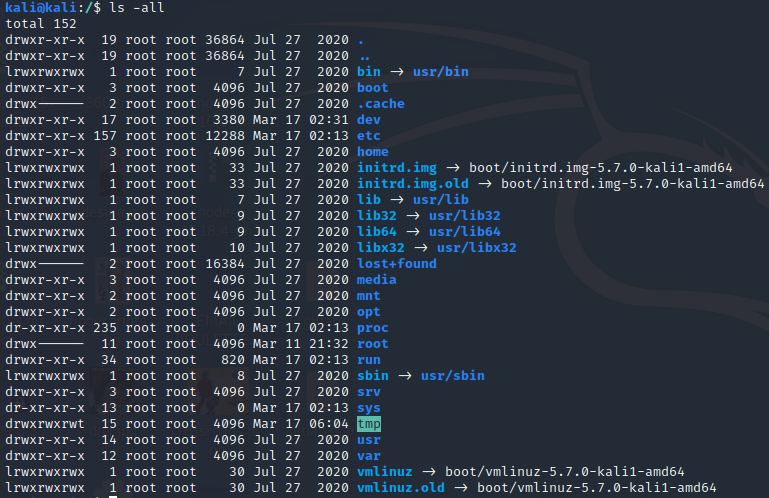 kali@kali:/$ ls -all
total 152
drwxr-xr-x  19 root root 36864 Jul 27  2020 .
drwxr-xr-x  19 root root 36864 Jul 27  2020 ..
lrwxrwxrwx   1 root root     7 Jul 27  2020 bin → usr/bin
drwxr-xr-x   3 root root  4096 Jul 27  2020 boot
drwx------   2 root root  4096 Jul 27  2020 .cache
drwxr-xr-x  17 root root  3380 Mar 17 02:31 dev
drwxr-xr-x 157 root root 12288 Mar 17 02:13 etc
drwxr-xr-x   3 root root  4096 Jul 27  2020 home
lrwxrwxrwx   1 root root    33 Jul 27  2020 initrd.img → boot/initrd.img-5.7.0-kali1-amd64
lrwxrwxrwx   1 root root    33 Jul 27  2020 initrd.img.old → boot/initrd.img-5.7.0-kali1-amd64
lrwxrwxrwx   1 root root     7 Jul 27  2020 lib → usr/lib
lrwxrwxrwx   1 root root     9 Jul 27  2020 lib32 → usr/lib32
lrwxrwxrwx   1 root root     9 Jul 27  2020 lib64 → usr/lib64
lrwxrwxrwx   1 root root    10 Jul 27  2020 libx32 → usr/libx32
drwx------   2 root root 16384 Jul 27  2020 lost+found
drwxr-xr-x   3 root root  4096 Jul 27  2020 media
drwxr-xr-x   2 root root  4096 Jul 27  2020 mnt
drwxr-xr-x   2 root root  4096 Jul 27  2020 opt
dr-xr-xr-x 235 root root     0 Mar 17 02:13 proc
drwx------  11 root root  4096 Mar 11 21:32 root
drwxr-xr-x  34 root root   820 Mar 17 02:13 run
lrwxrwxrwx   1 root root     8 Jul 27  2020 sbin → usr/sbin
drwxr-xr-x   3 root root  4096 Jul 27  2020 srv
dr-xr-xr-x  13 root root     0 Mar 17 02:13 sys
drwxrwxrwt  15 root root  4096 Mar 17 06:04 tmp
drwxr-xr-x  14 root root  4096 Jul 27  2020 usr
drwxr-xr-x  12 root root  4096 Jul 27  2020 var
lrwxrwxrwx   1 root root    30 Jul 27  2020 vmlinuz → boot/vmlinuz-5.7.0-kali1-amd64
lrwxrwxrwx   1 root root    30 Jul 27  2020 vmlinuz.old → boot/vmlinuz-5.7.0-kali1-amd64